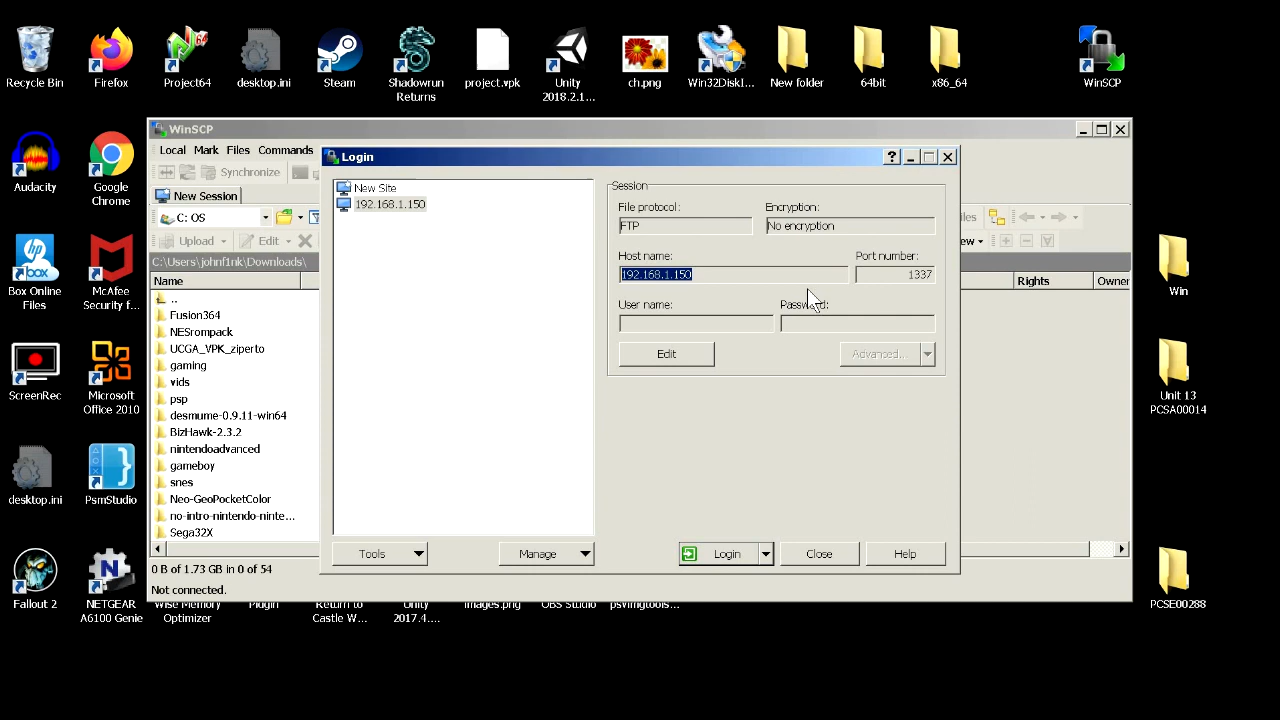 Recycle Bin
Firefox
Project64
desktop.ini
Steam
Shadowrun
Returns
project.vpk
Unity
2018.2.1...
ch.png
Win32DiskI...
New folder
64bit
x86_64
WinSCP
Audacity
Google
Chrome
Box Online
Files
McAfee
Security f...
ScreenRec
Microsoft
Office 2010
desktop.ini
PsmStudio
Fallout 2
NETGEAR
A6100 Genie
Wise Memory
Optimizer
Plugin
Return to
Castle W...
Unity
2017.4....
images.png
OBS Studio
psvimgtools...
Win
Unit 13
PCSA00014
PCSE00288
WinSCP
Local Mark Files Commands
Synchronize
New Session
C: OS
Upload
Edit
C:\Users\johnf1nk\Downloads\
Name
..
Fusion364
NESrompack
UCGA_VPK_ziperto
gaming
vids
psp
desmume-0.9.11-win64
BizHawk-2.3.2
nintendoadvanced
gameboy
snes
Neo-GeoPocketColor
no-intro-nintendo-ninte...
Sega32X
0 B of 1.73 GB in 0 of 54
Not connected.
Rights
Owner
Login
New Site
192.168.1.150
Session
File protocol:
Encryption:
FTP
No encryption
Host name:
Port number:
192.168.1.150
1337
User name:
Password:
Edit
Advanced...
Tools
Manage
Login
Close
Help